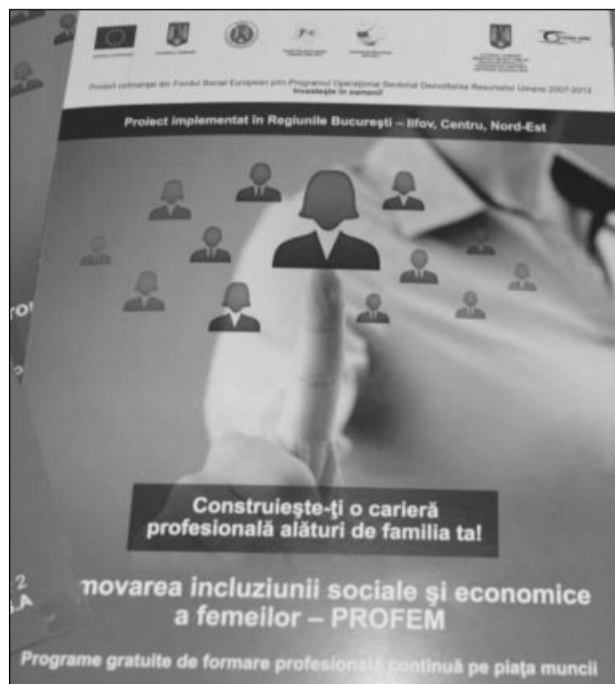 Proiect cofinanțat din Fondul Social European prin Programul Operațional Sectorial Dezvoltarea Resurselor Umane 2007-2013
Investește în oameni!
Proiect implementat în Regiunile București – Ilfov, Centru, Nord-Est
Construiește-ți o carieră
profesională alături de familia ta!
movarea incluziunii sociale și economice
a femeilor – PROFEM
Programe gratuite de formare profesională continuă pe piața muncii